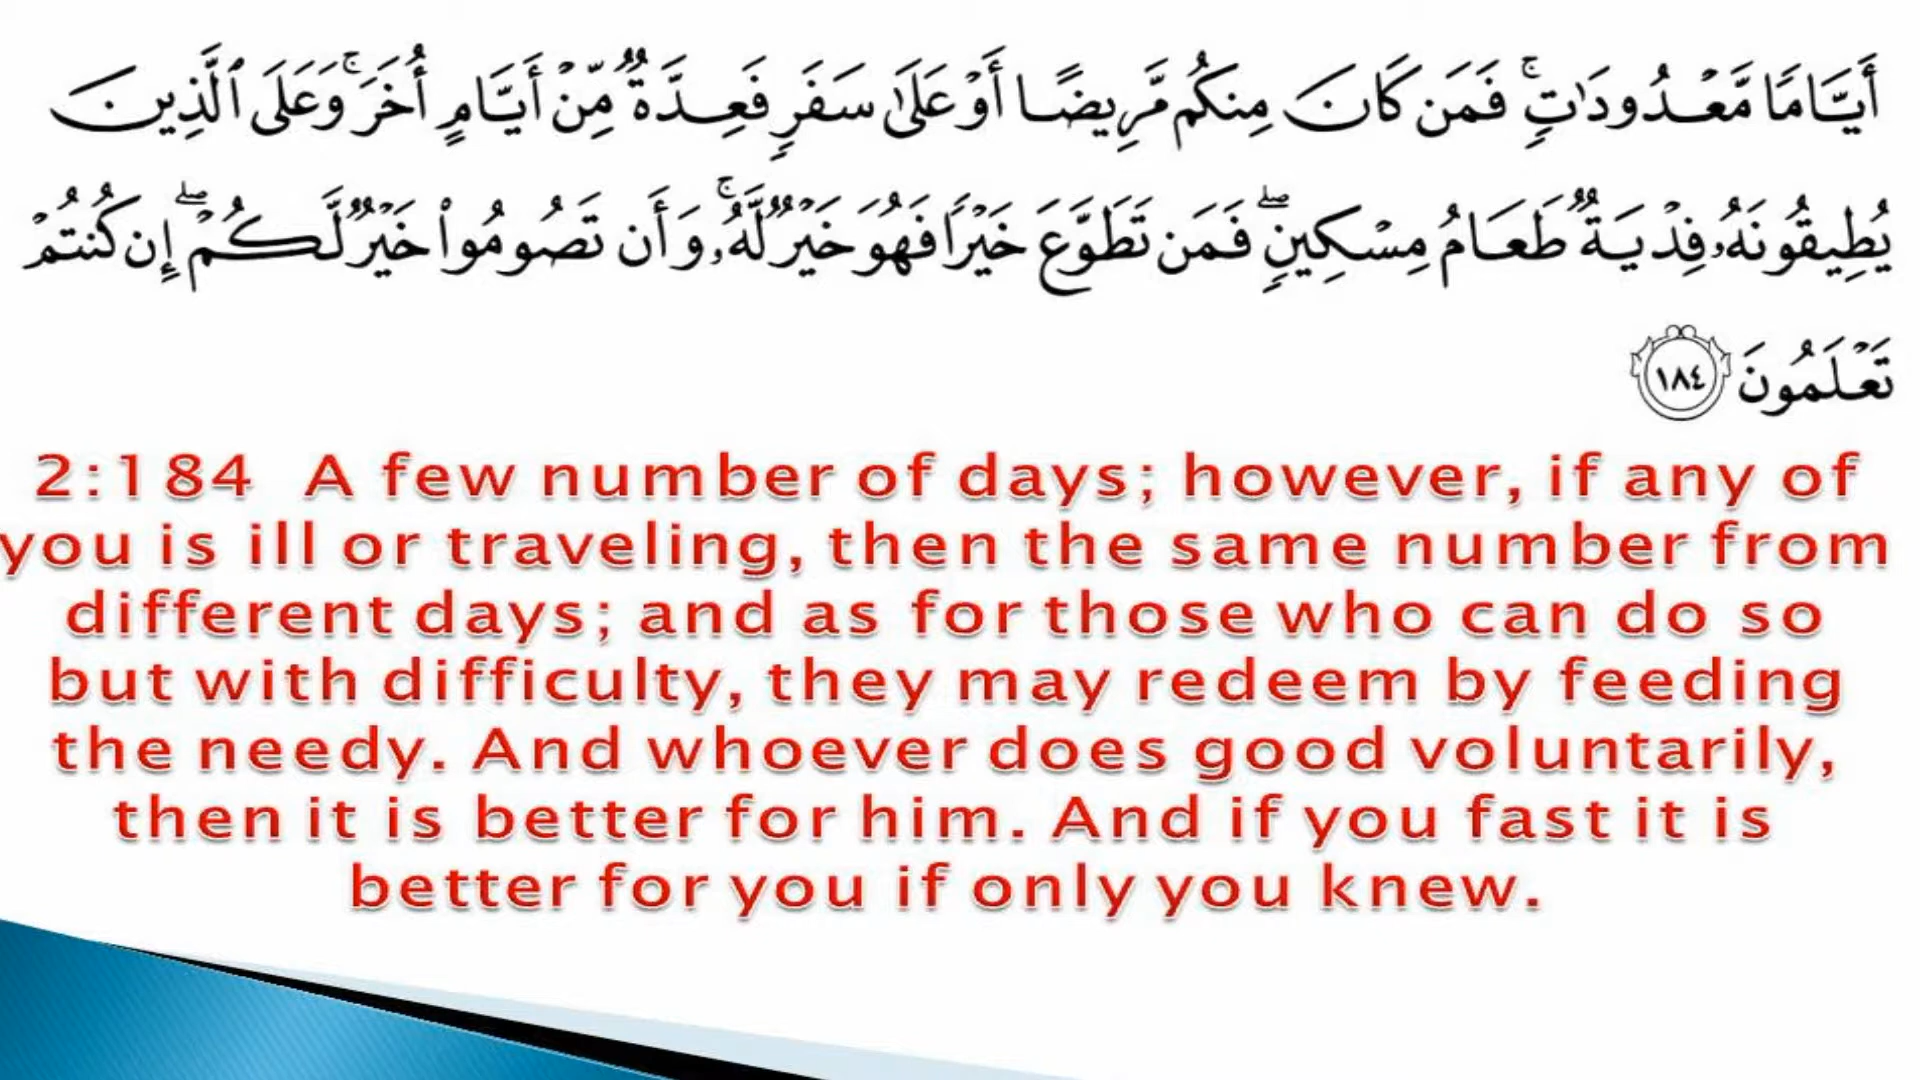 أَيَّامًا مَّعْدُودَٰتٍ ۚ فَمَن كَانَ مِنكُم مَّرِيضًا أَوْ عَلَىٰ سَفَرٍ فَعِدَّةٌ مِّنْ أَيَّامٍ أُخَرَ ۚ وَعَلَى ٱلَّذِينَ
يُطِيقُونَهُۥ فِدْيَةٌ طَعَامُ مِسْكِينٍ ۖ فَمَن تَطَوَّعَ خَيْرًا فَهُوَ خَيْرٌ لَّهُۥ ۚ وَأَن تَصُومُوا۟ خَيْرٌ لَّكُمْ ۖ إِن كُنتُمْ
تَعْلَمُونَ ١٨٤
2:184 A few number of days; however, if any of
you is ill or traveling, then the same number from
different days; and as for those who can do so
but with difficulty, they may redeem by feeding
the needy. And whoever does good voluntarily,
then it is better for him. And if you fast it is
better for you if only you knew.